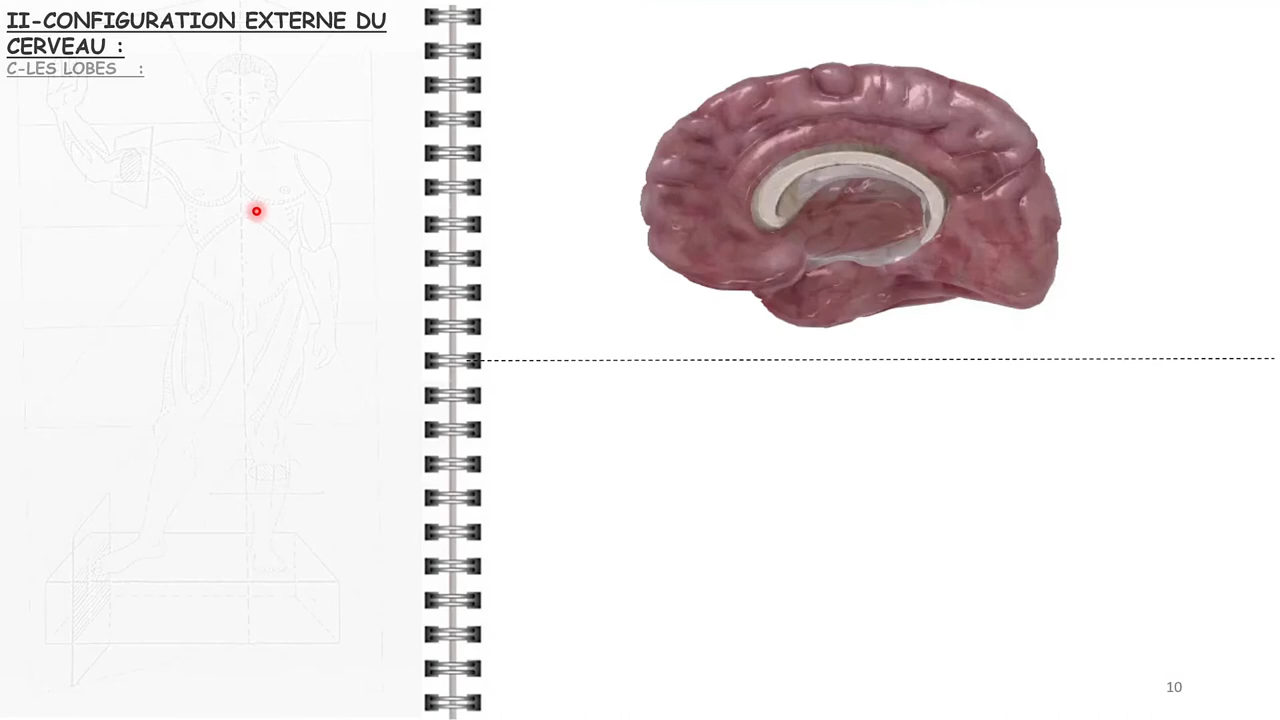 II-CONFIGURATION EXTERNE DU
CERVEAU :
C-LES LOBES :
10